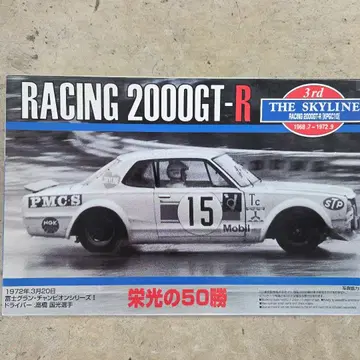 RACING 2000GT-R
3rd
THE SKYLINE
RACING 2000GT-R [KPGC10]
1968.7～1972.9
PMCS
NGK
15
Tc
Mobil
STP
1972年.3月20日
富士グラン・チャンピオンシリーズ I
ドライバー .高橋 国光選手
栄光の50勝